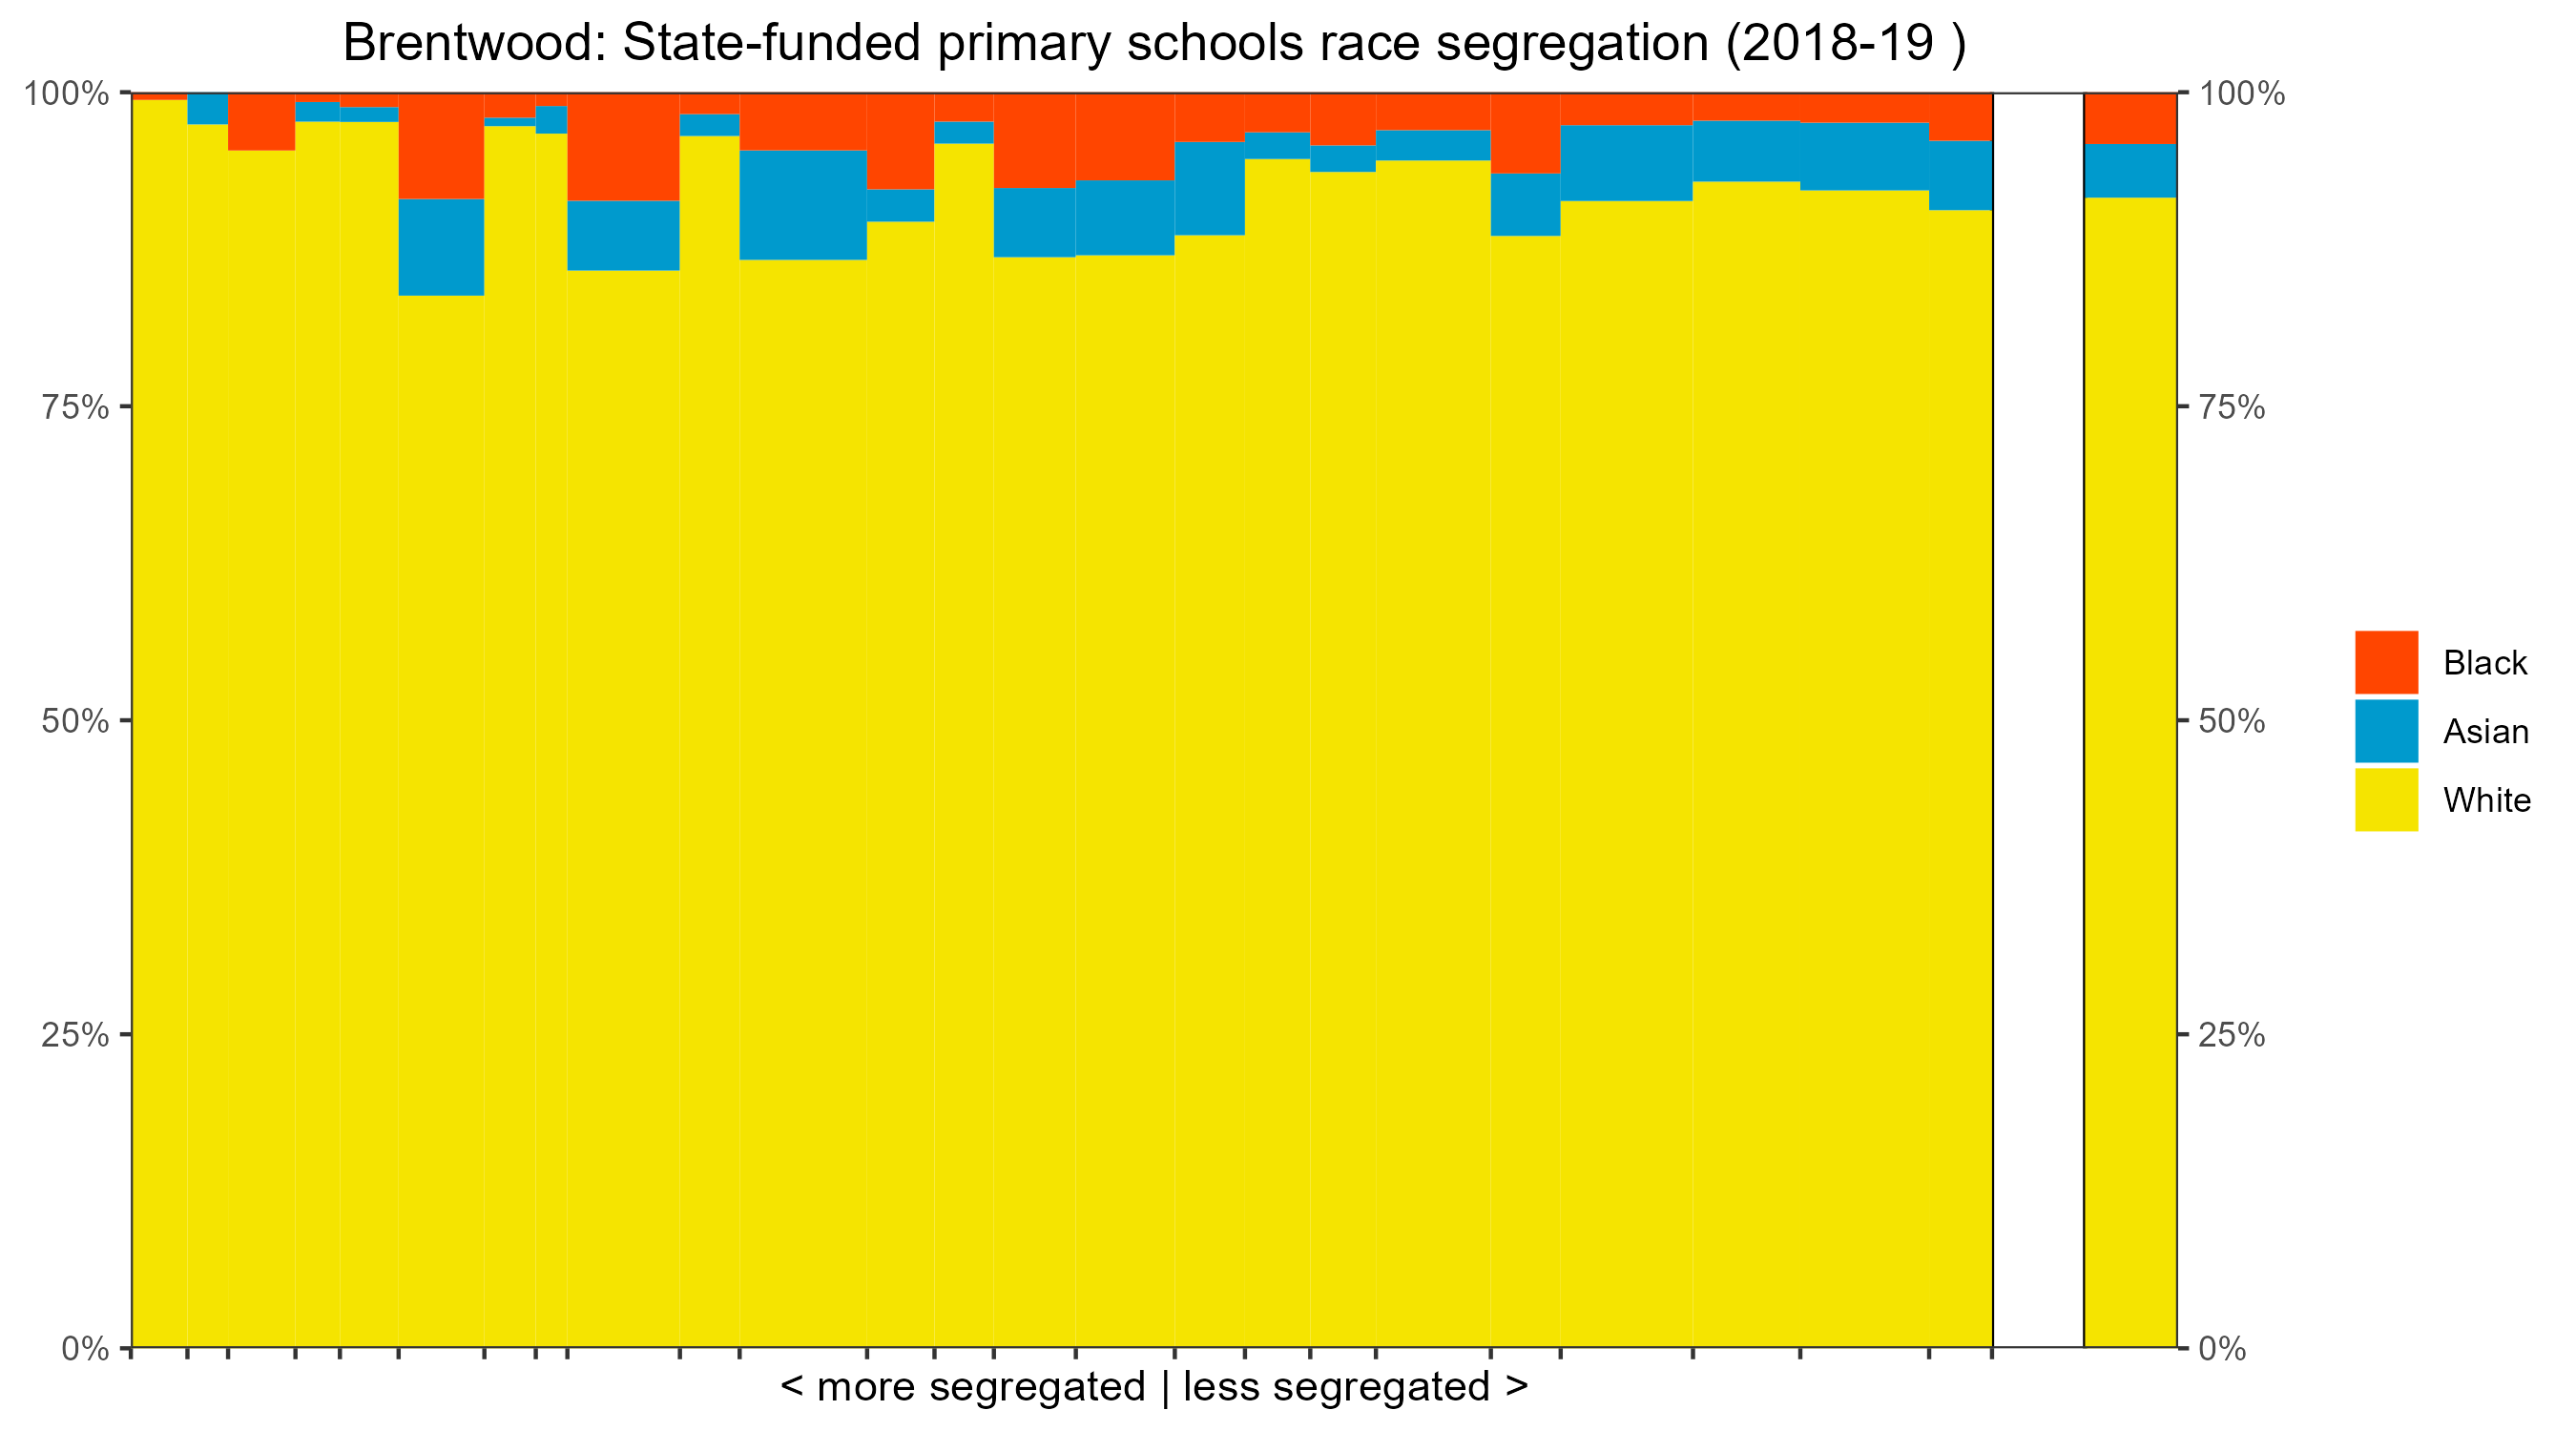 Brentwood: State-funded primary schools race segregation (2018-19 )
100%
75%
50%
25%
0%
100%
75%
50%
25%
0%
Black
Asian
White
< more segregated | less segregated >